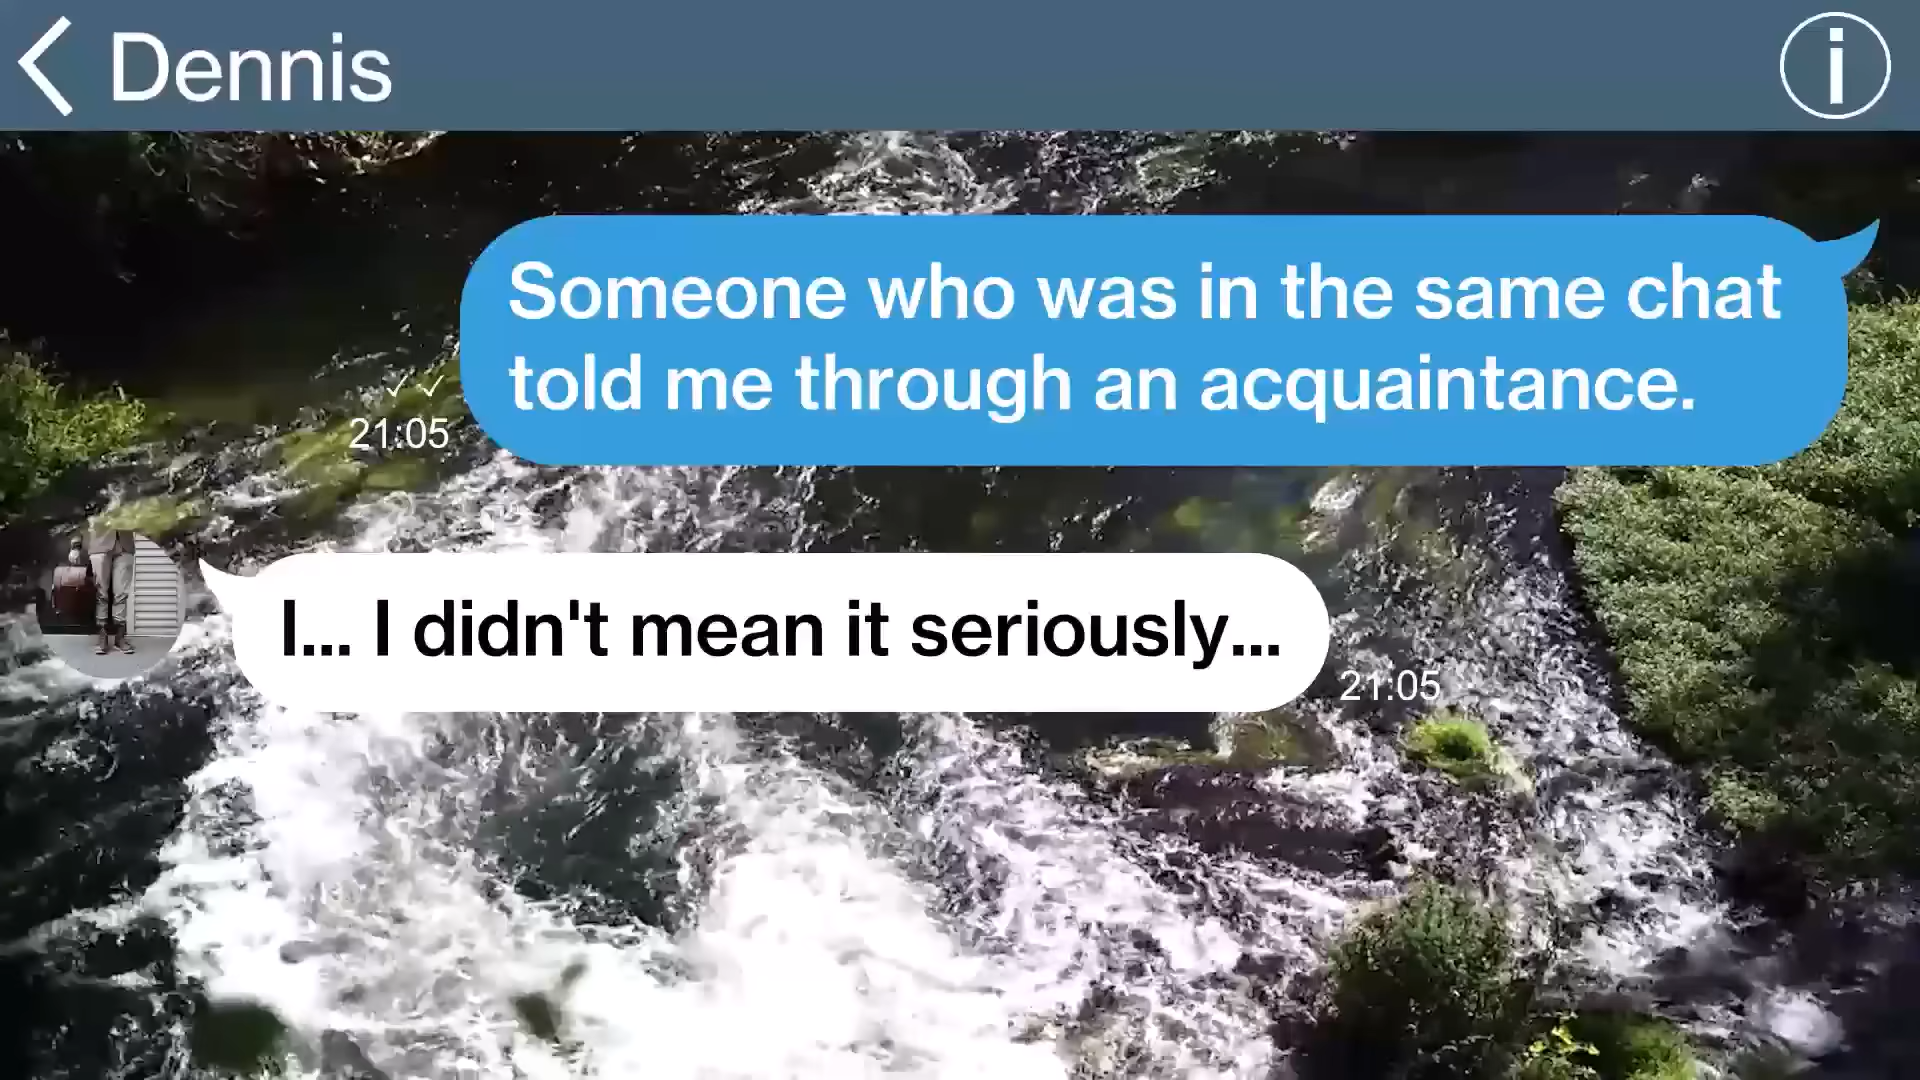 Dennis
Someone who was in the same chat
told me through an acquaintance.
✓✓
21:05
I... I didn't mean it seriously...
21:05